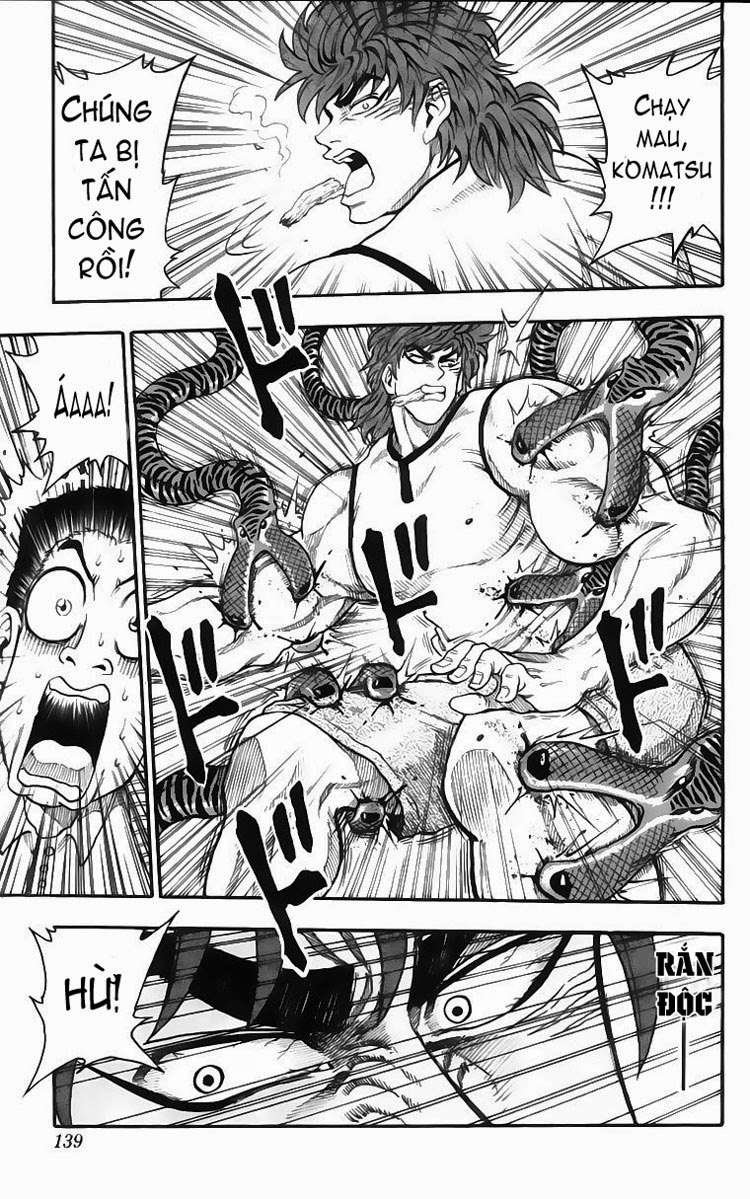 CHẠY
MAU,
KOMATSU
!!!
CHÚNG
TA BỊ
TẤN
CÔNG
RỒI!
ド
ド
ド
ド
ド
ÁAAA!
RẮN
ĐỘC
HỪ!
139